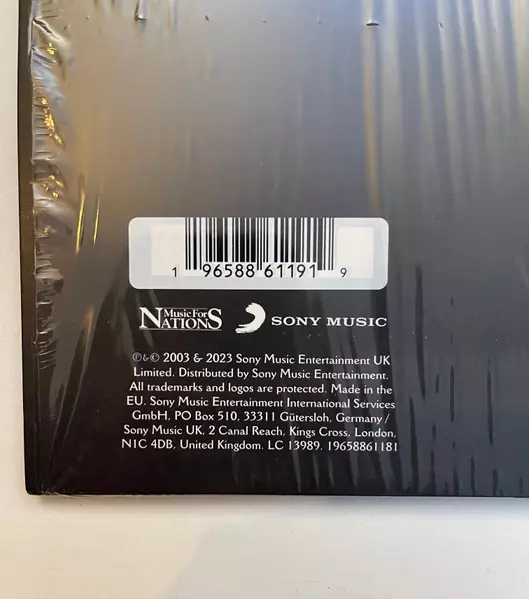 1 96588 61191 9
Music For
NATIONS
SONY MUSIC
℗&© 2003 & 2023 Sony Music Entertainment UK
Limited. Distributed by Sony Music Entertainment.
All trademarks and logos are protected. Made in the
EU. Sony Music Entertainment International Services
GmbH, PO Box 510, 33311 Gütersloh, Germany /
Sony Music UK, 2 Canal Reach, Kings Cross, London,
N1C 4DB, United Kingdom. LC 13989. 19658861181